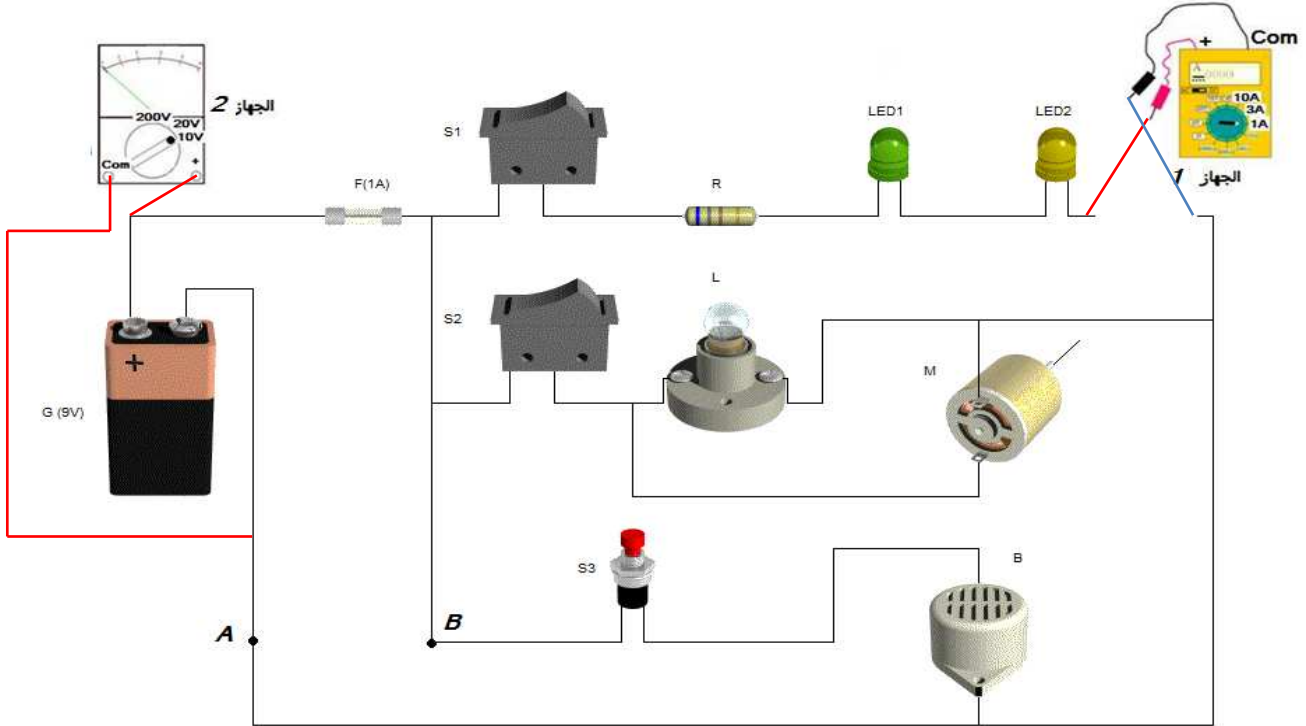 Com
+
A
10A
3A
1A
الجهاز 1
الجهاز 2
200V
20V
10V
Com
+
S1
LED1
LED2
F(1A)
R
S2
L
M
+
G (9V)
S3
B
A
B